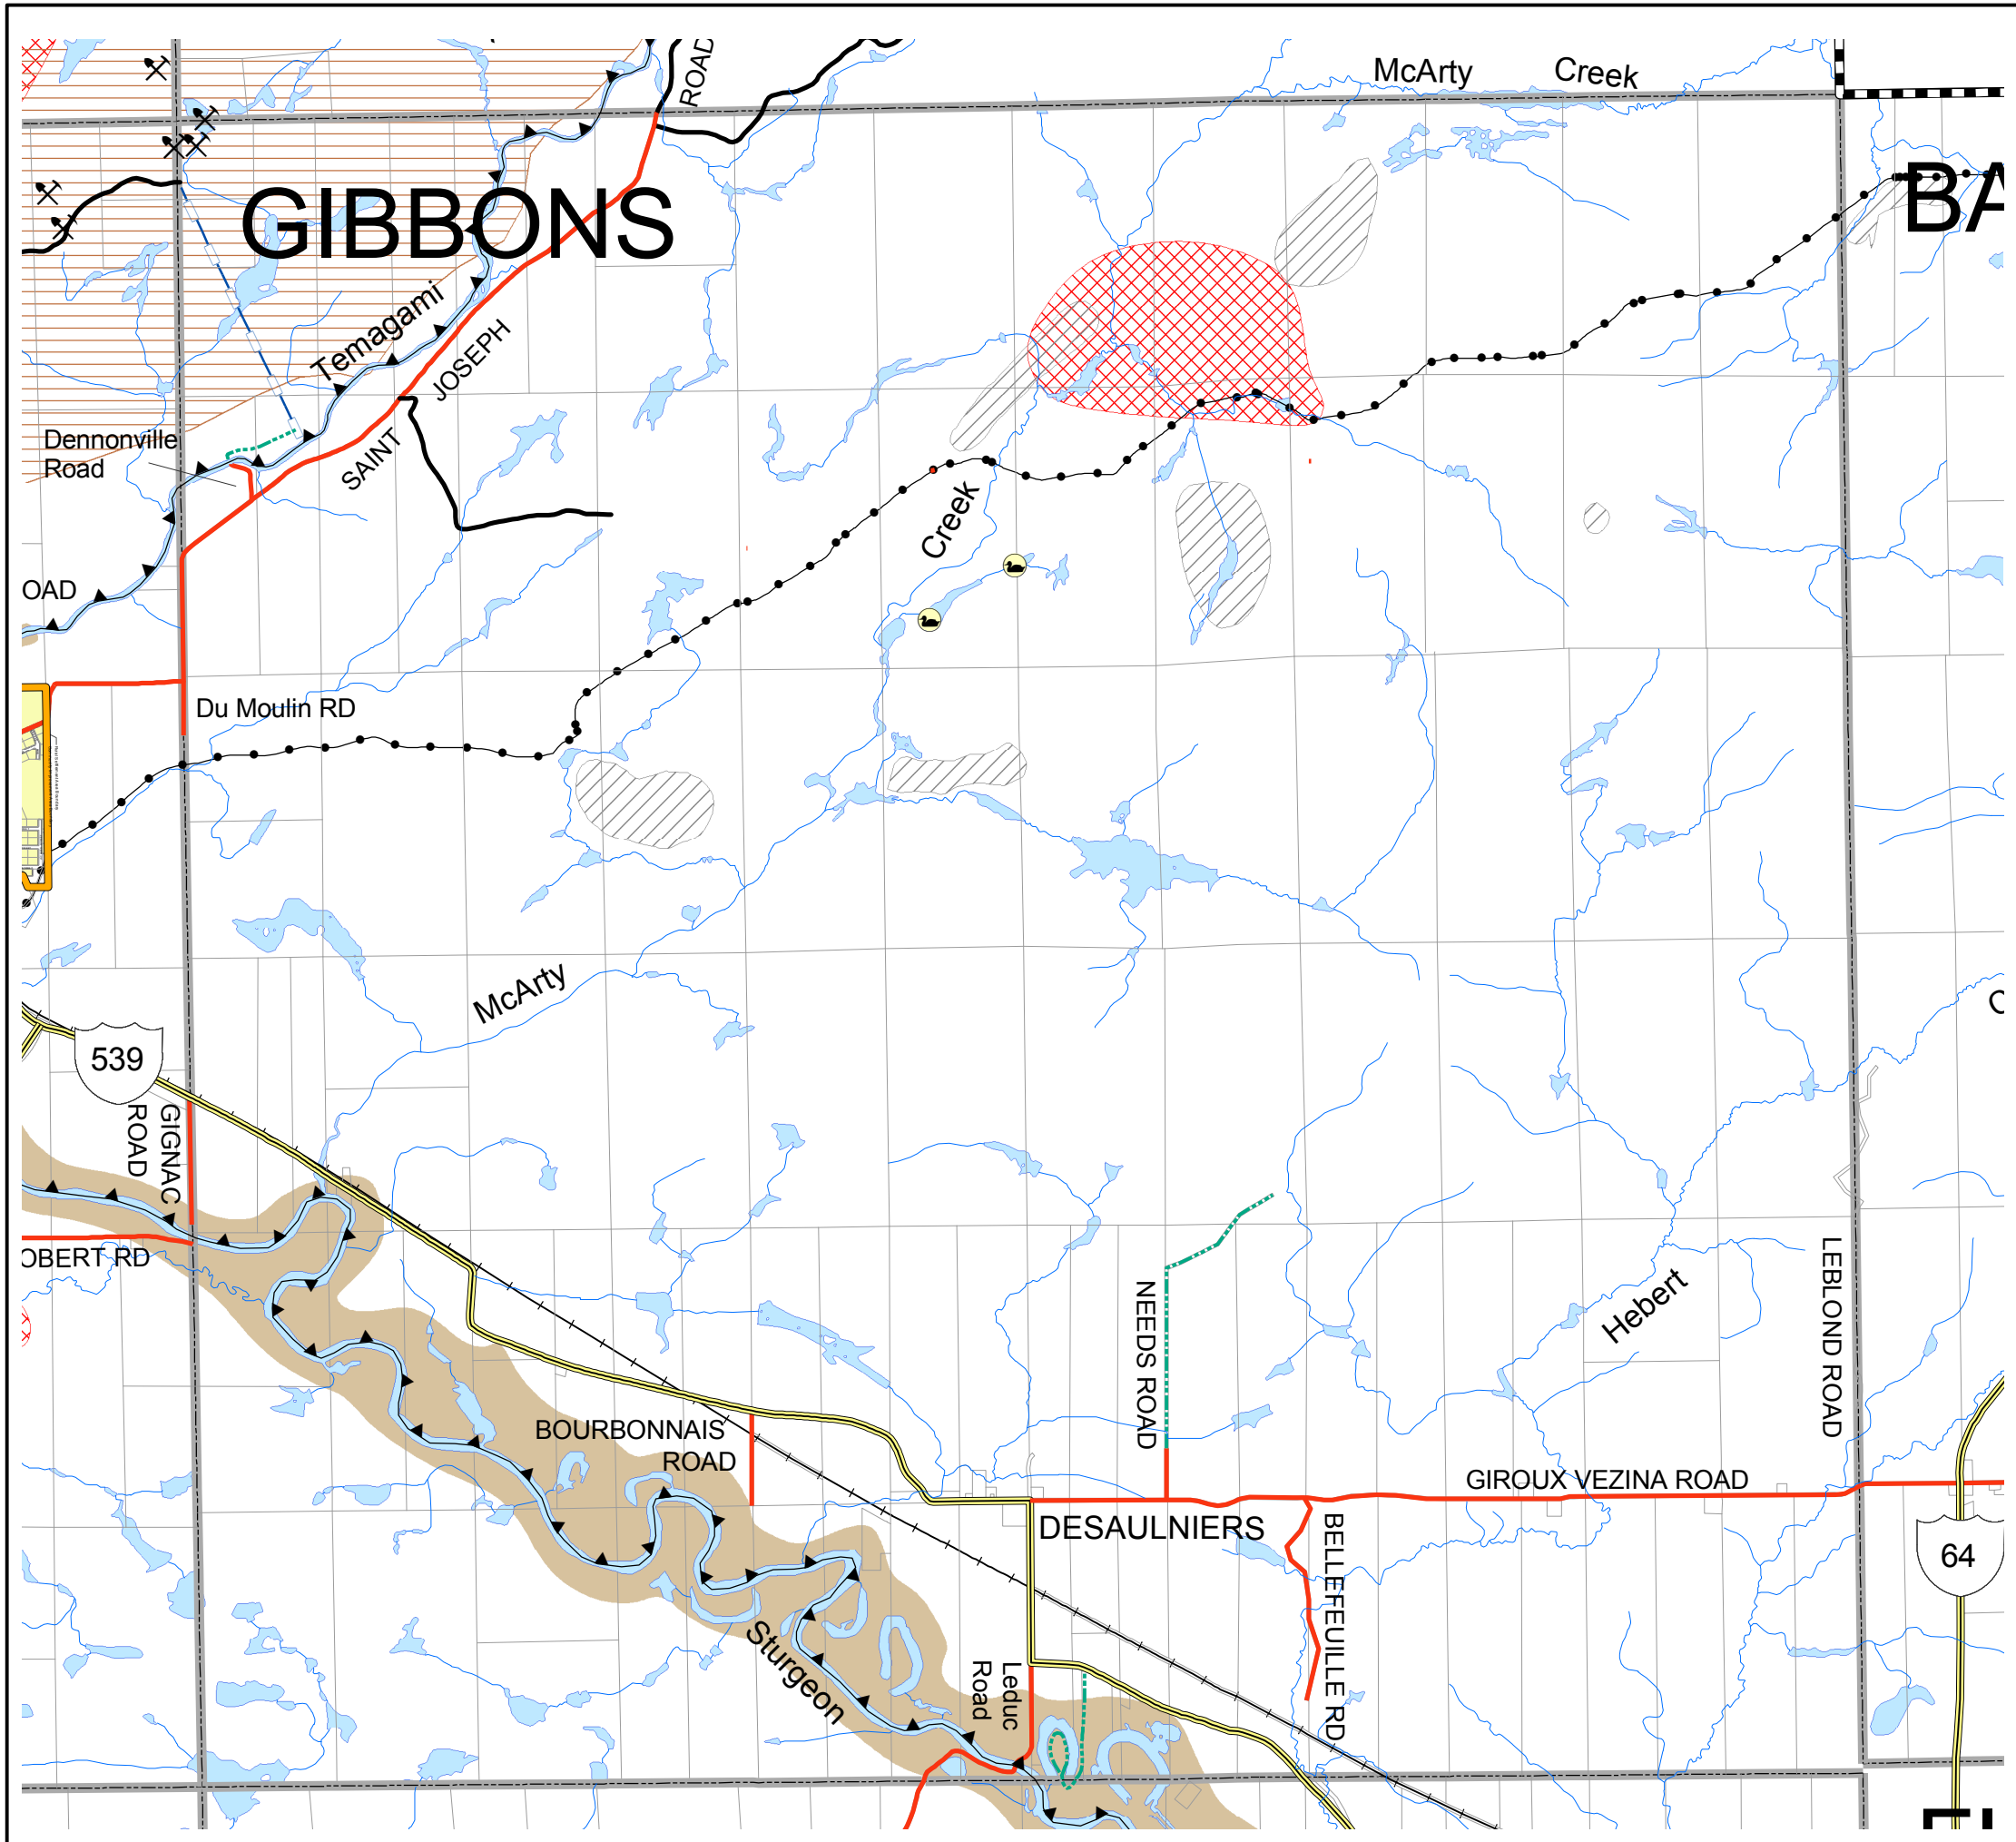 McArty Creek
ROAD
GIBBONS
BA
Temagami
SAINT JOSEPH
Dennonville
Road
Creek
OAD
Du Moulin RD
McArty
C
539
GIGNAC
ROAD
OBERT RD
NEEDS ROAD
Hebert
LEBLOND ROAD
BOURBONNAIS
ROAD
GIROUX VEZINA ROAD
DESAULNIERS
BELLEFEUILLE RD
64
Sturgeon
Leduc
Road